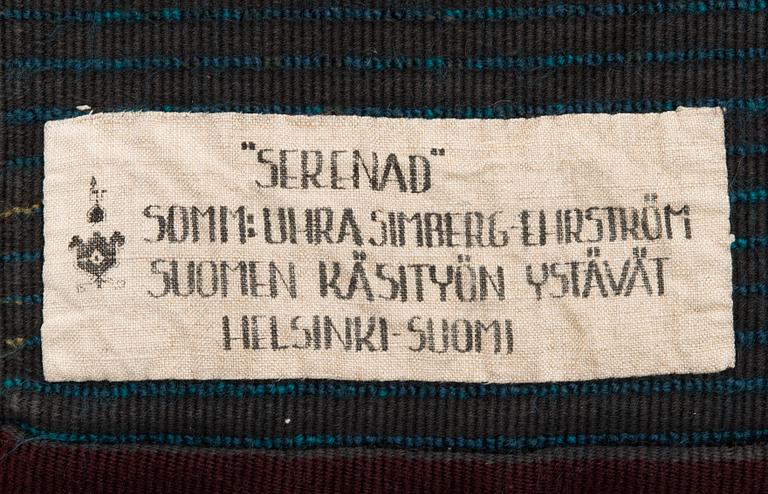 "SERENAD"
SOMM: UHRA SIMBERG-EHRSTRÖM
SUOMEN KÄSITYÖN YSTÄVÄT
HELSINKI-SUOMI